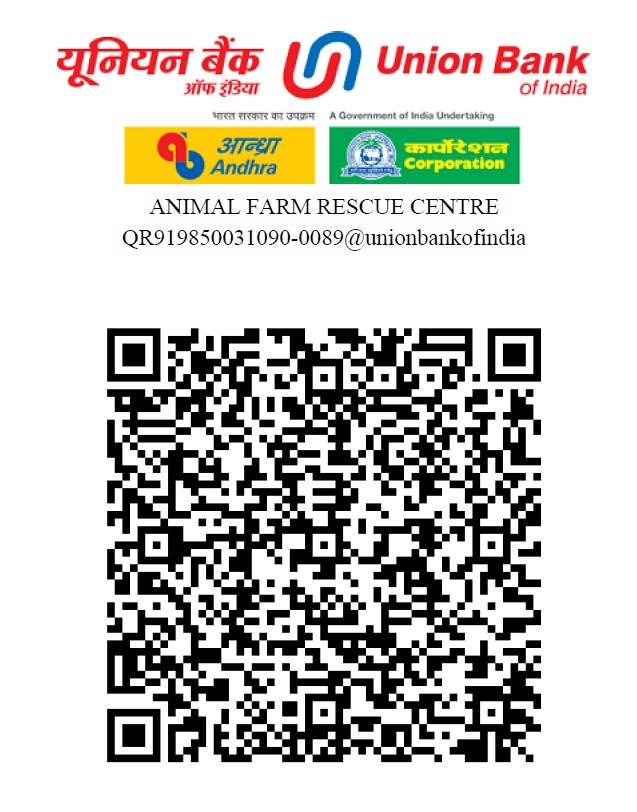 यूनियन बैंक
ऑफ इंडिया
Union Bank
of India
भारत सरकार का उपक्रम
A Government of India Undertaking
आन्ध्रा
Andhra
कार्पोरेशन
Corporation
ANIMAL FARM RESCUE CENTRE
QR919850031090-0089@unionbankofindia